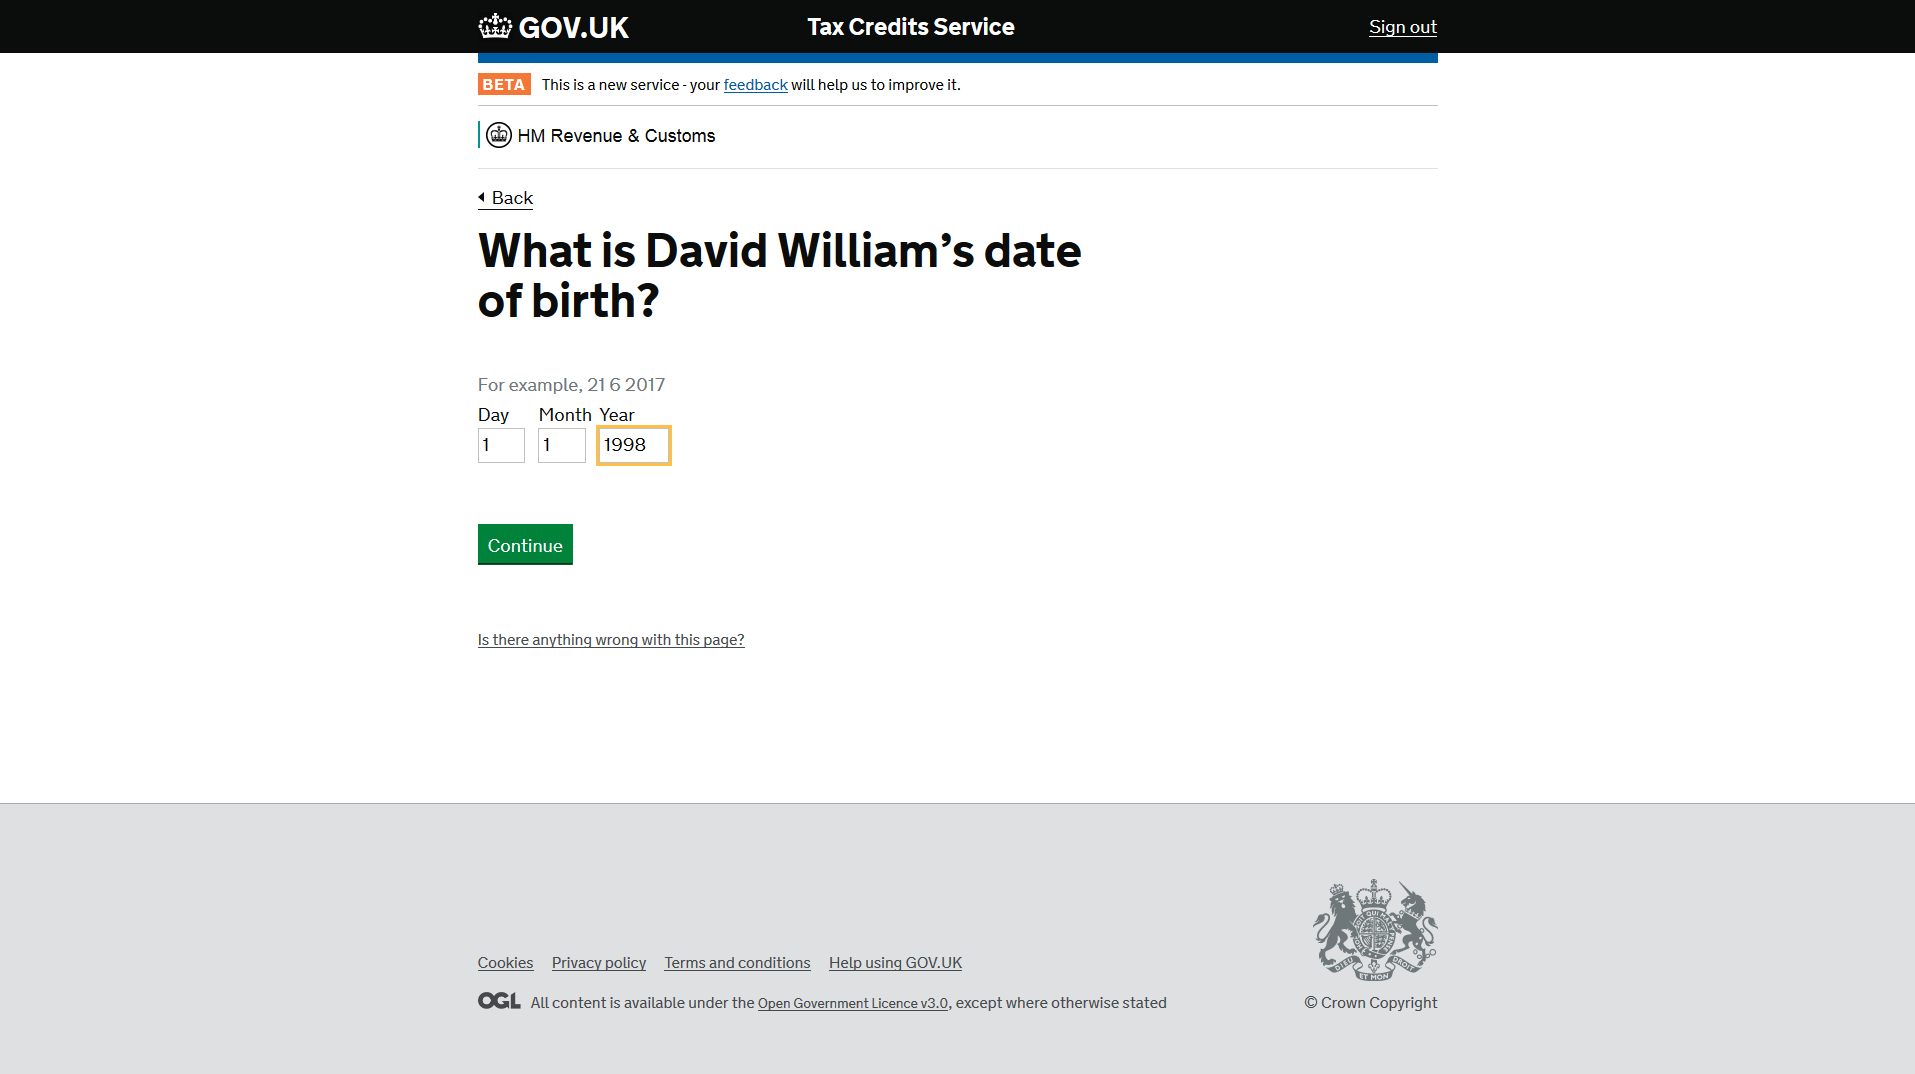 GOV.UK Tax Credits Service Sign out
BETA This is a new service - your feedback will help us to improve it.
HM Revenue & Customs
Back
What is David William’s date
of birth?
For example, 21 6 2017
Day Month Year
1 1 1998
Continue
Is there anything wrong with this page?
Cookies Privacy policy Terms and conditions Help using GOV.UK
OGL All content is available under the Open Government Licence v3.0, except where otherwise stated
© Crown Copyright